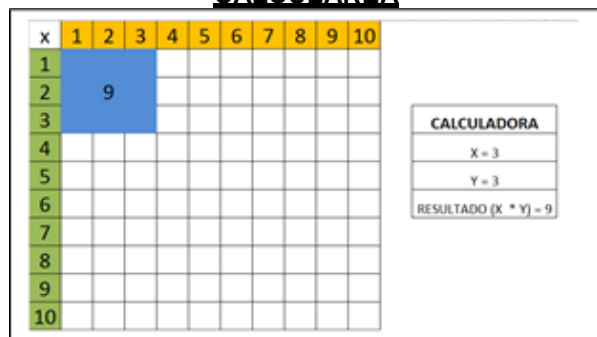 x 1 2 3 4 5 6 7 8 9 10
1
2 9
3
4
5
6
7
8
9
10
CALCULADORA
X = 3
Y = 3
RESULTADO (X * Y) = 9